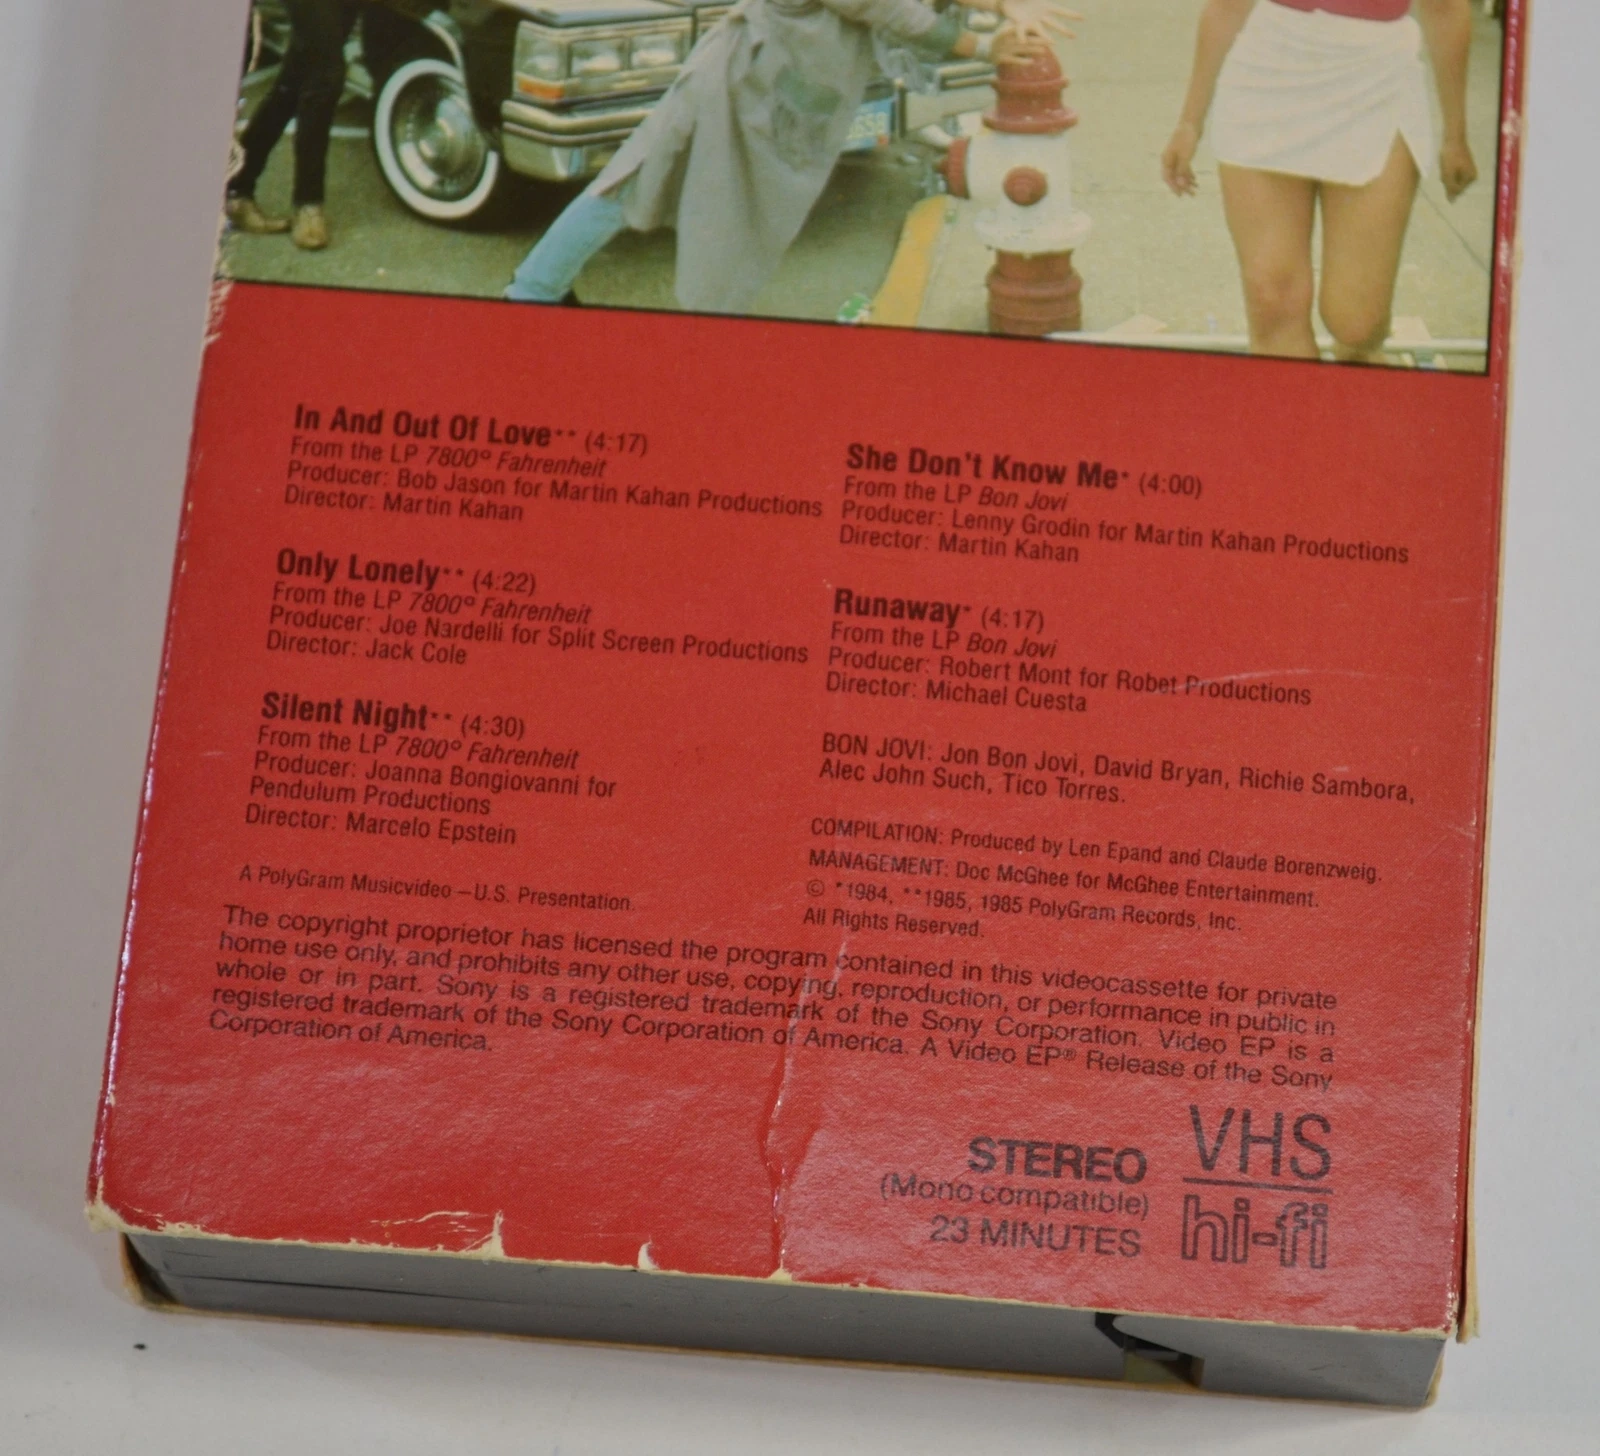 658
In And Out Of Love** (4:17)
From the LP 7800° Fahrenheit
Producer: Bob Jason for Martin Kahan Productions
Director: Martin Kahan
Only Lonely** (4:22)
From the LP 7800° Fahrenheit
Producer: Joe Nardelli for Split Screen Productions
Director: Jack Cole
Silent Night** (4:30)
From the LP 7800° Fahrenheit
Producer: Joanna Bongiovanni for
Pendulum Productions
Director: Marcelo Epstein
A PolyGram Musicvideo –U.S. Presentation.
She Don't Know Me* (4:00)
From the LP Bon Jovi
Producer: Lenny Grodin for Martin Kahan Productions
Director: Martin Kahan
Runaway* (4:17)
From the LP Bon Jovi
Producer: Robert Mont for Robet Productions
Director: Michael Cuesta
BON JOVI: Jon Bon Jovi, David Bryan, Richie Sambora,
Alec John Such, Tico Torres.
COMPILATION: Produced by Len Epand and Claude Borenzweig.
MANAGEMENT: Doc McGhee for McGhee Entertainment.
© *1984, **1985, 1985 PolyGram Records, Inc.
All Rights Reserved.
The copyright proprietor has licensed the program contained in this videocassette for private
home use only, and prohibits any other use, copying, reproduction, or performance in public in
whole or in part. Sony is a registered trademark of the Sony Corporation. Video EP is a
registered trademark of the Sony Corporation of America. A Video EP® Release of the Sony
Corporation of America.
STEREO
(Mono compatible)
23 MINUTES
VHS
hi-fi